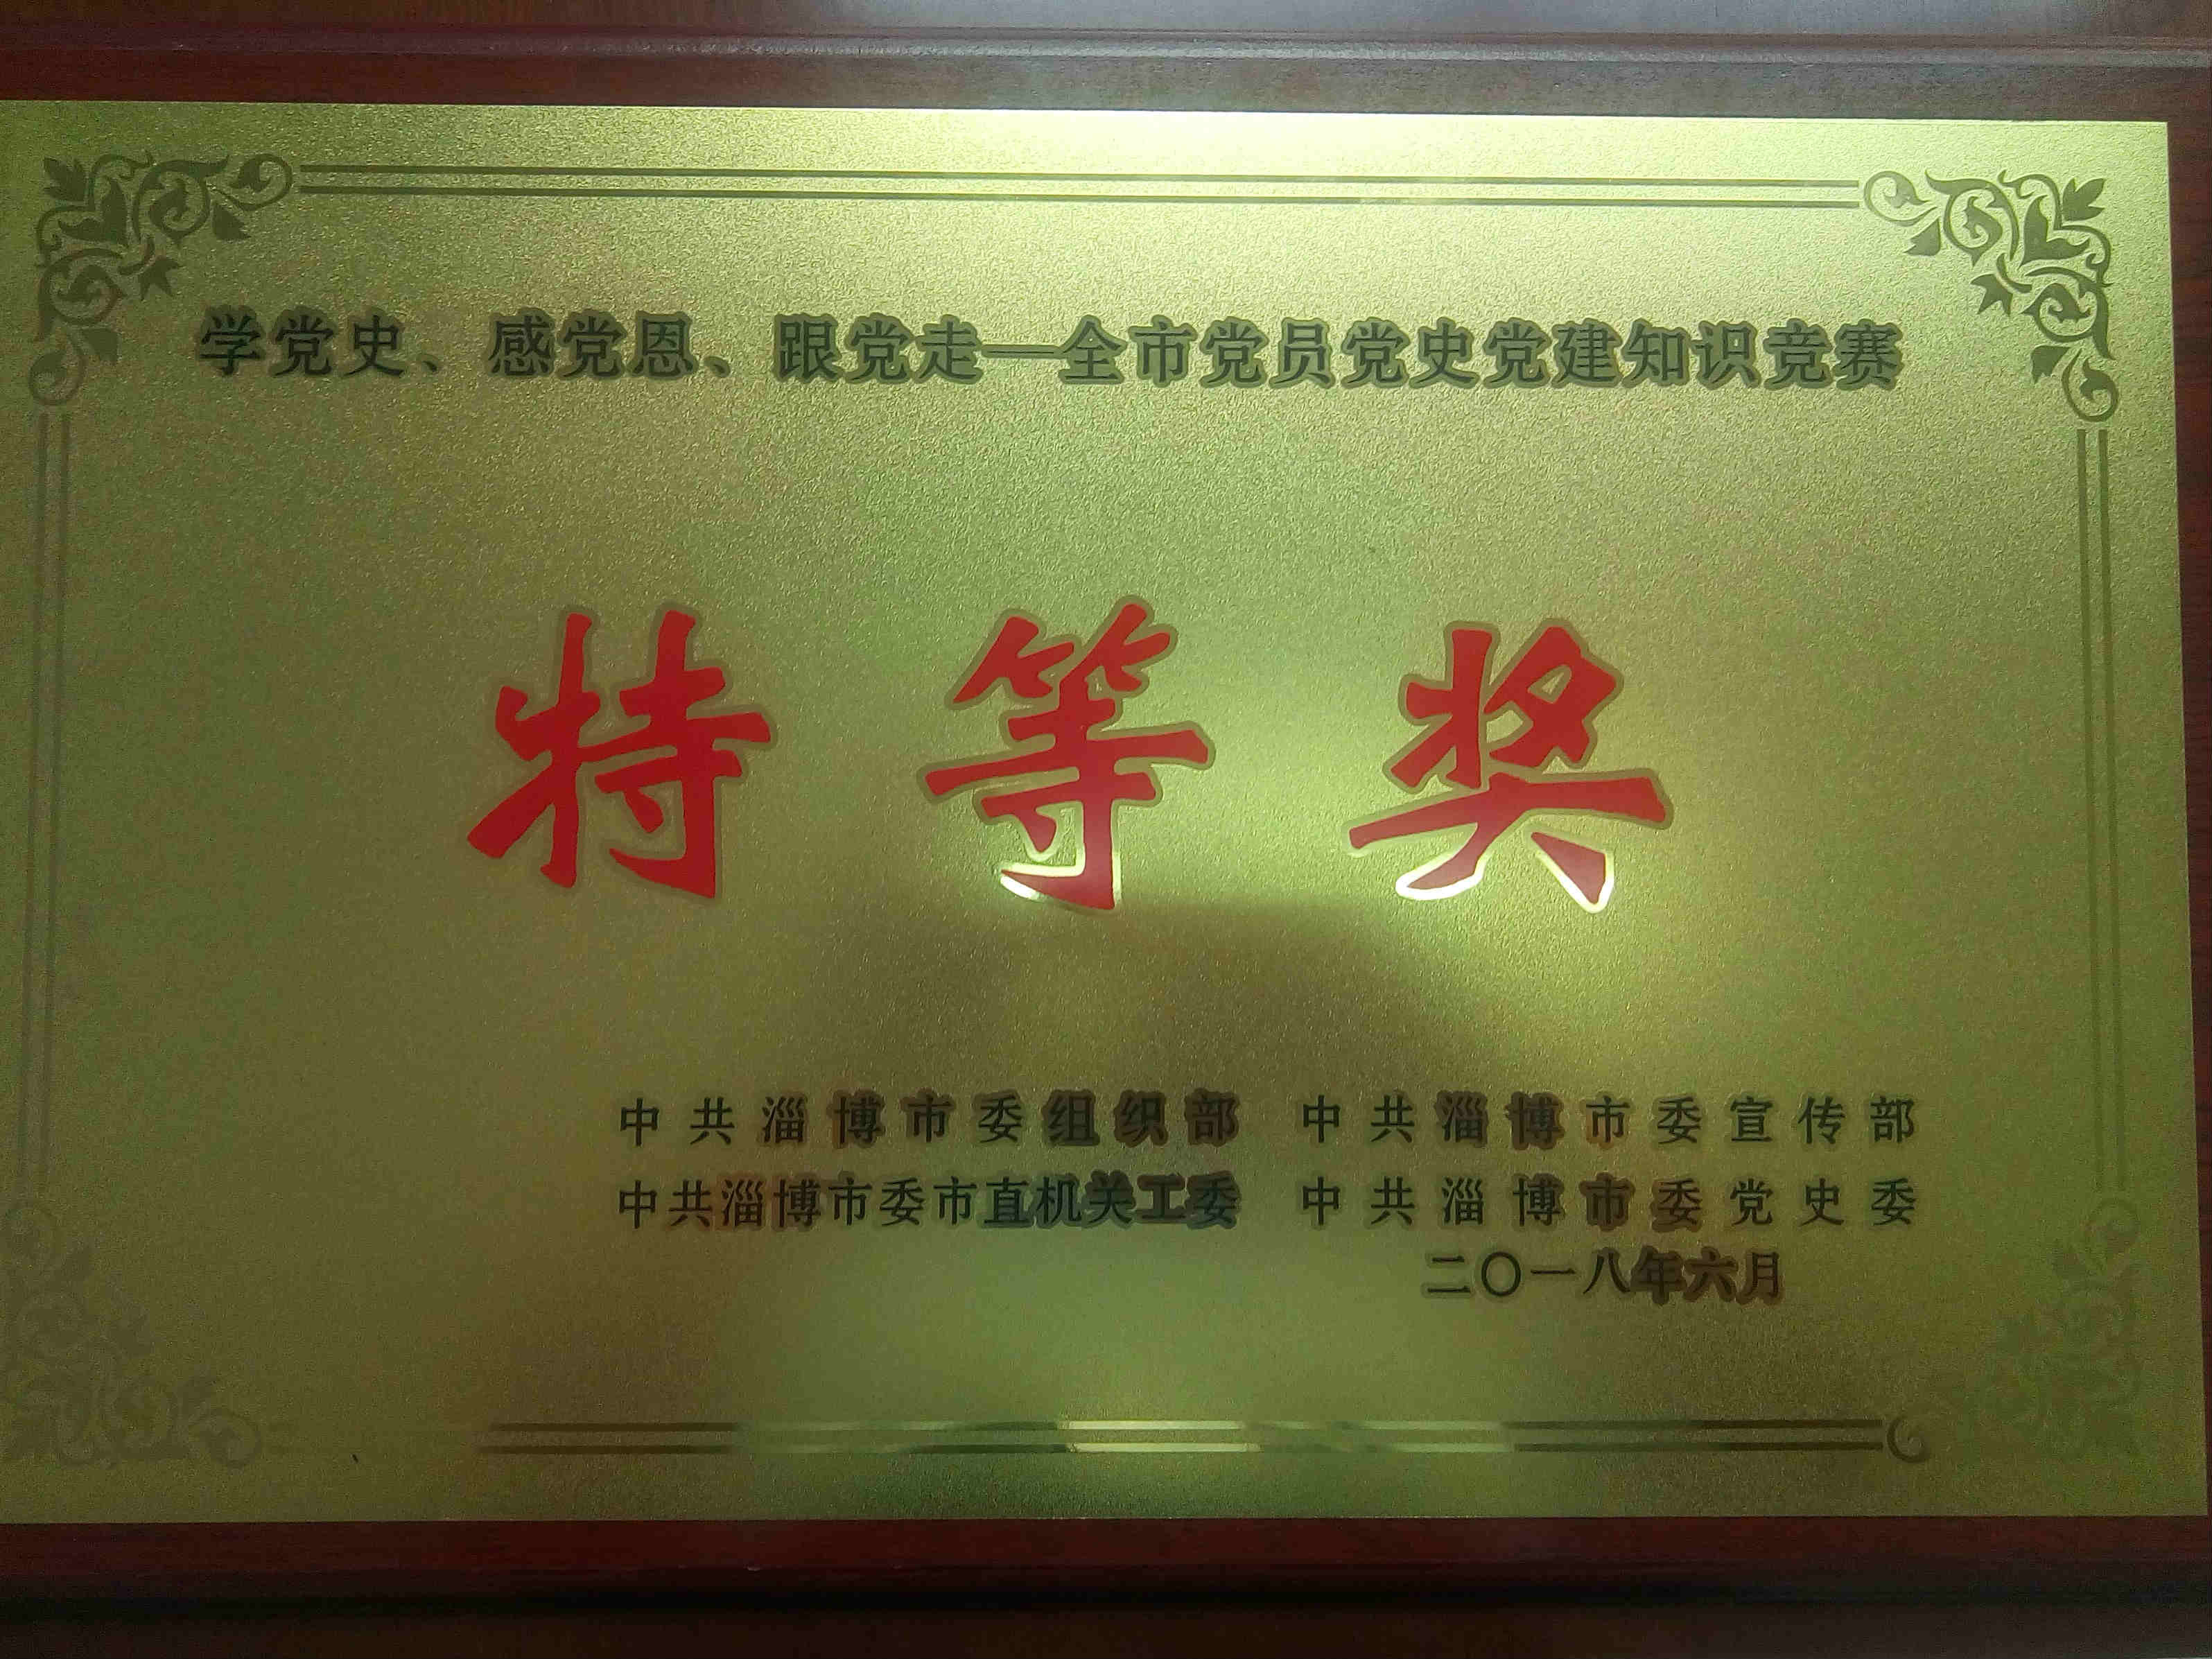 学党史、感党恩、跟党走—全市党员党史党建知识竞赛
特等奖
中共淄博市委组织部 中共淄博市委宣传部
中共淄博市委市直机关工委 中共淄博市委党史委
二〇一八年六月